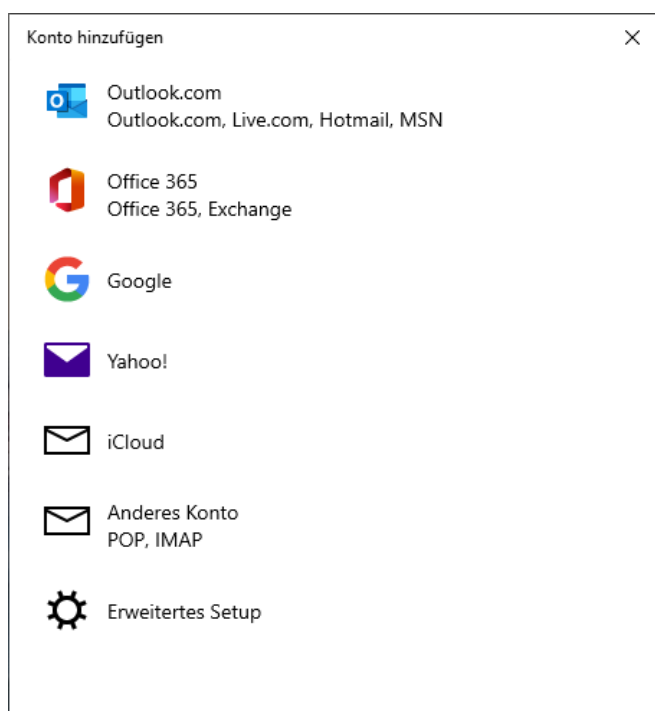 Konto hinzufügen
Outlook.com
Outlook.com, Live.com, Hotmail, MSN
Office 365
Office 365, Exchange
Google
Yahoo!
iCloud
Anderes Konto
POP, IMAP
Erweitertes Setup